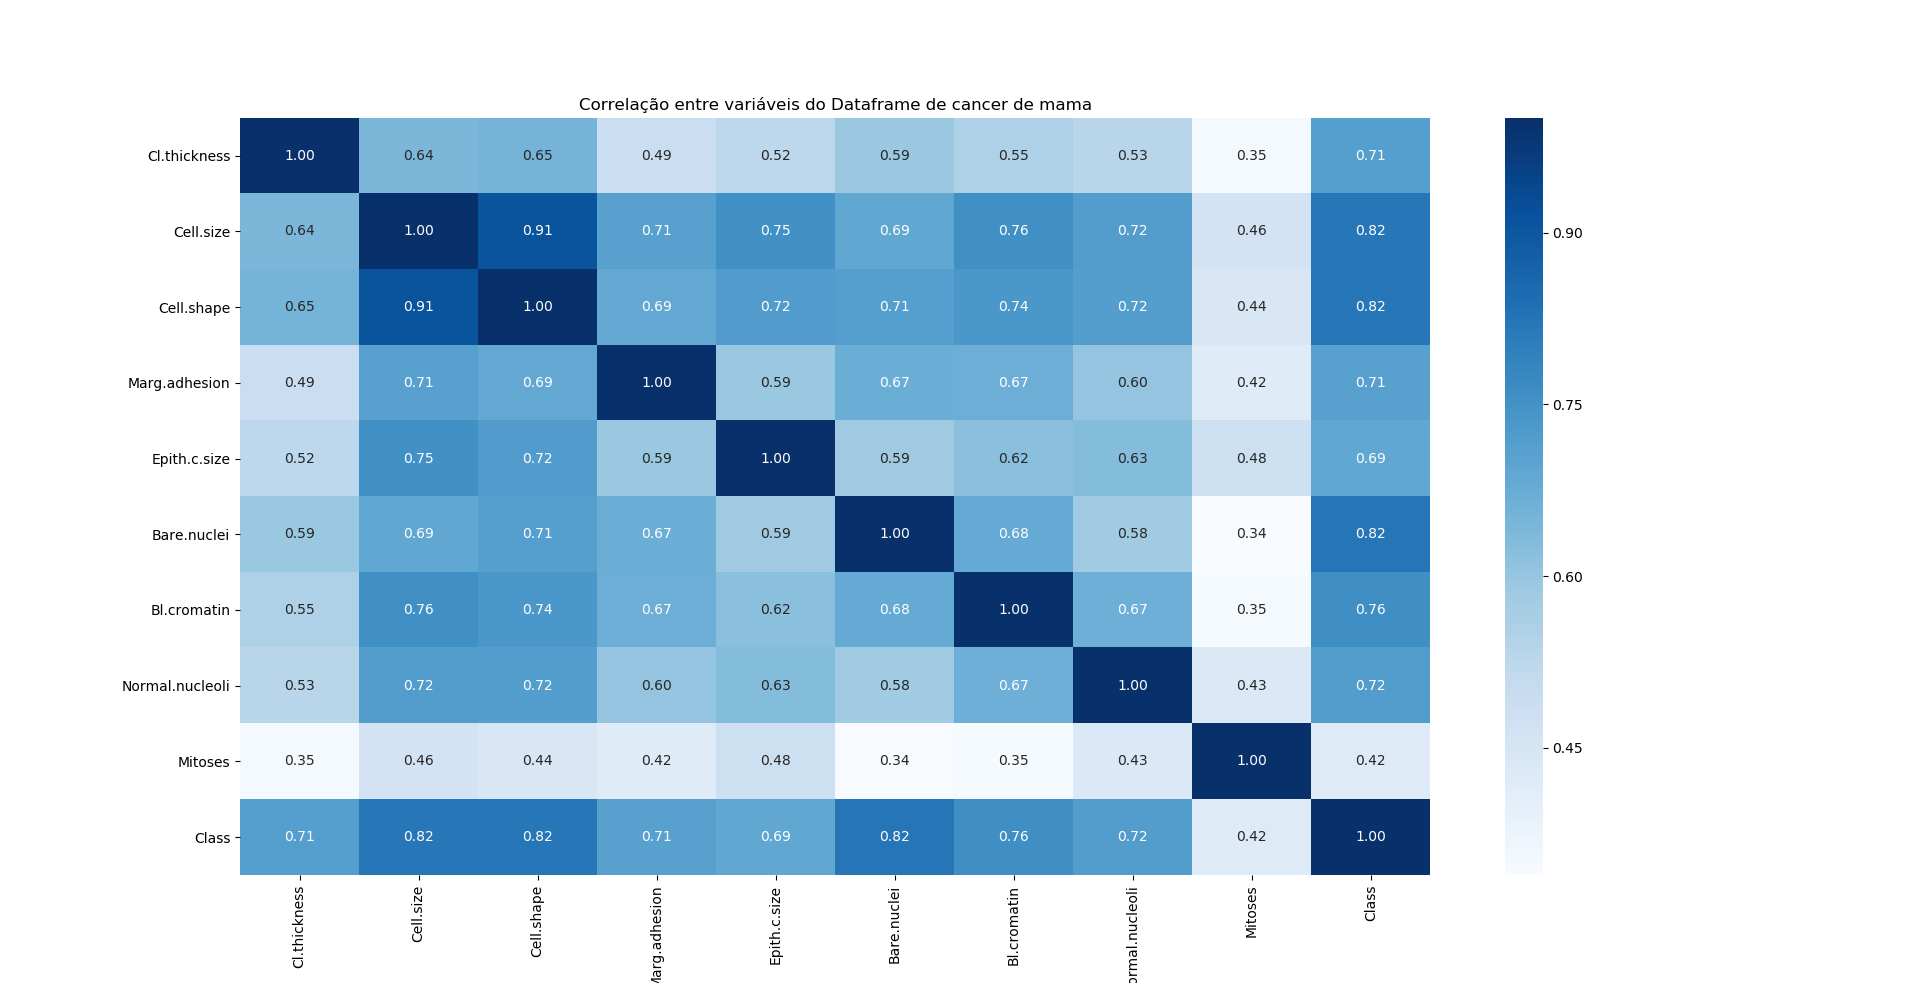 Correlação entre variáveis do Dataframe de cancer de mama
Cl.thickness 1.00 0.64 0.65 0.49 0.52 0.59 0.55 0.53 0.35 0.71
Cell.size 0.64 1.00 0.91 0.71 0.75 0.69 0.76 0.72 0.46 0.82
0.90
Cell.shape 0.65 0.91 1.00 0.69 0.72 0.71 0.74 0.72 0.44 0.82
Marg.adhesion 0.49 0.71 0.69 1.00 0.59 0.67 0.67 0.60 0.42 0.71
0.75
Epith.c.size 0.52 0.75 0.72 0.59 1.00 0.59 0.62 0.63 0.48 0.69
Bare.nuclei 0.59 0.69 0.71 0.67 0.59 1.00 0.68 0.58 0.34 0.82
0.60
Bl.cromatin 0.55 0.76 0.74 0.67 0.62 0.68 1.00 0.67 0.35 0.76
Normal.nucleoli 0.53 0.72 0.72 0.60 0.63 0.58 0.67 1.00 0.43 0.72
0.45
Mitoses 0.35 0.46 0.44 0.42 0.48 0.34 0.35 0.43 1.00 0.42
Class 0.71 0.82 0.82 0.71 0.69 0.82 0.76 0.72 0.42 1.00
Cl.thickness
Cell.size
Cell.shape
Marg.adhesion
Epith.c.size
Bare.nuclei
Bl.cromatin
ormal.nucleoli
Mitoses
Class